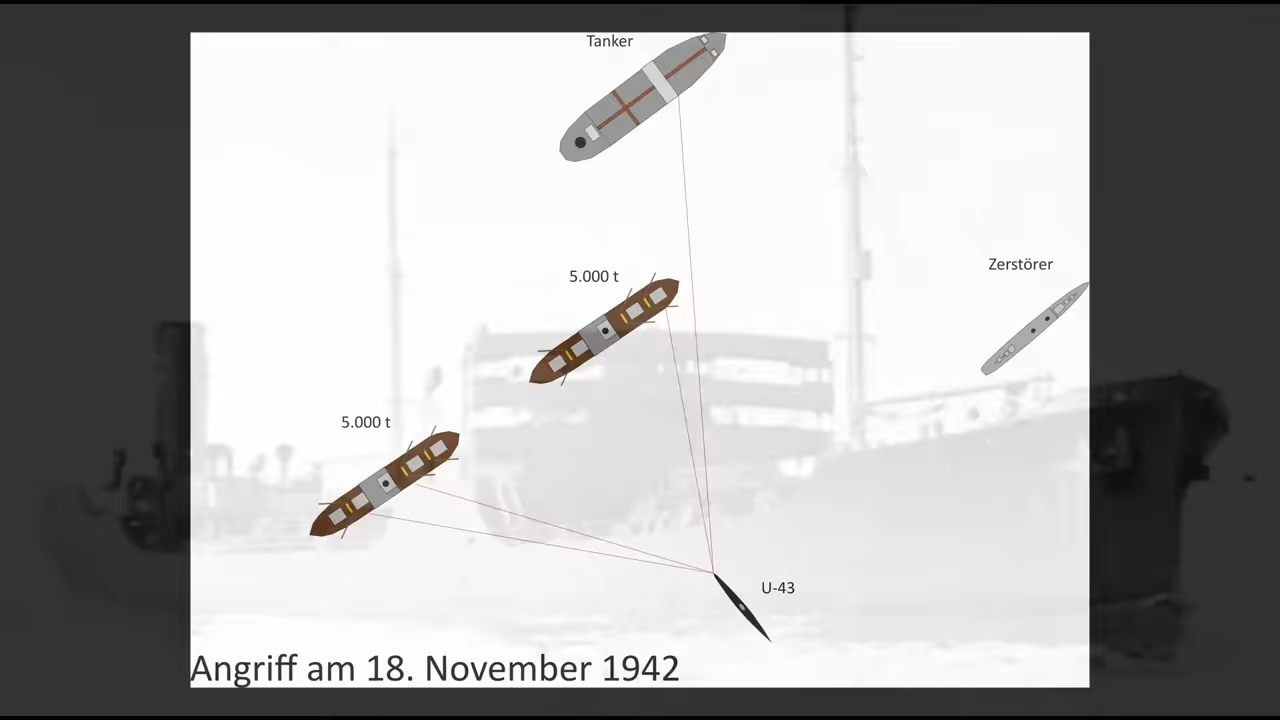 Tanker
5.000 t
Zerstörer
5.000 t
U-43
Angriff am 18. November 1942